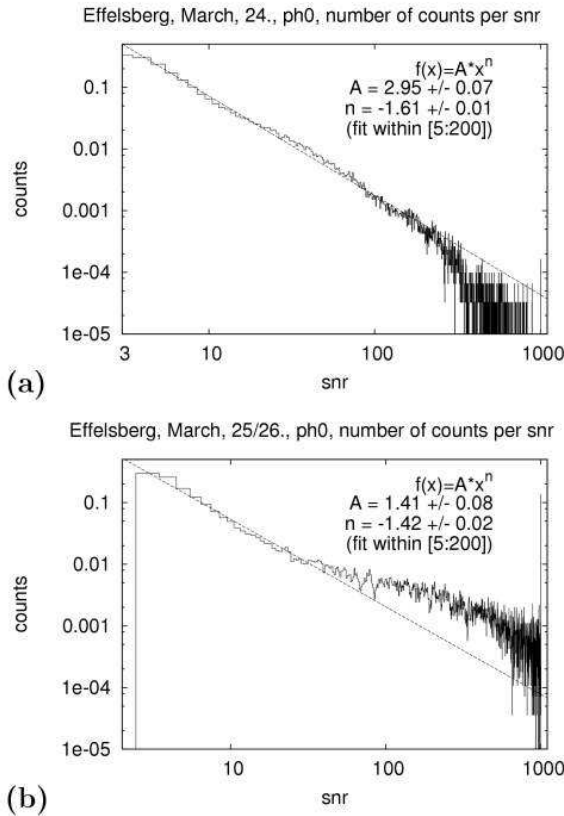 Effelsberg, March, 24., ph0, number of counts per snr
f(x)=A*x^n
A = 2.95 +/- 0.07
n = -1.61 +/- 0.01
(fit within [5:200])
counts
0.1
0.01
0.001
1e-04
1e-05
3 10 100 1000
snr
(a)
Effelsberg, March, 25/26., ph0, number of counts per snr
f(x)=A*x^n
A = 1.41 +/- 0.08
n = -1.42 +/- 0.02
(fit within [5:200])
counts
0.1
0.01
0.001
1e-04
1e-05
10 100 1000
snr
(b)